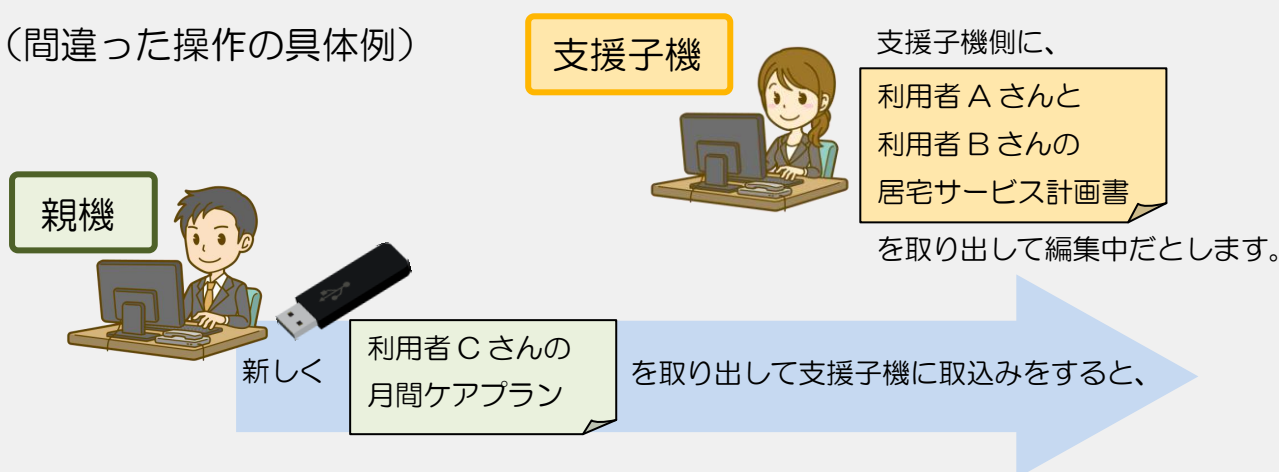 （間違った操作の具体例）
支援子機
支援子機側に、
利用者Ａさんと
利用者Ｂさんの
居宅サービス計画書
を取り出して編集中だとします。
親機
新しく
利用者Ｃさんの
月間ケアプラン
を取り出して支援子機に取込みをすると、